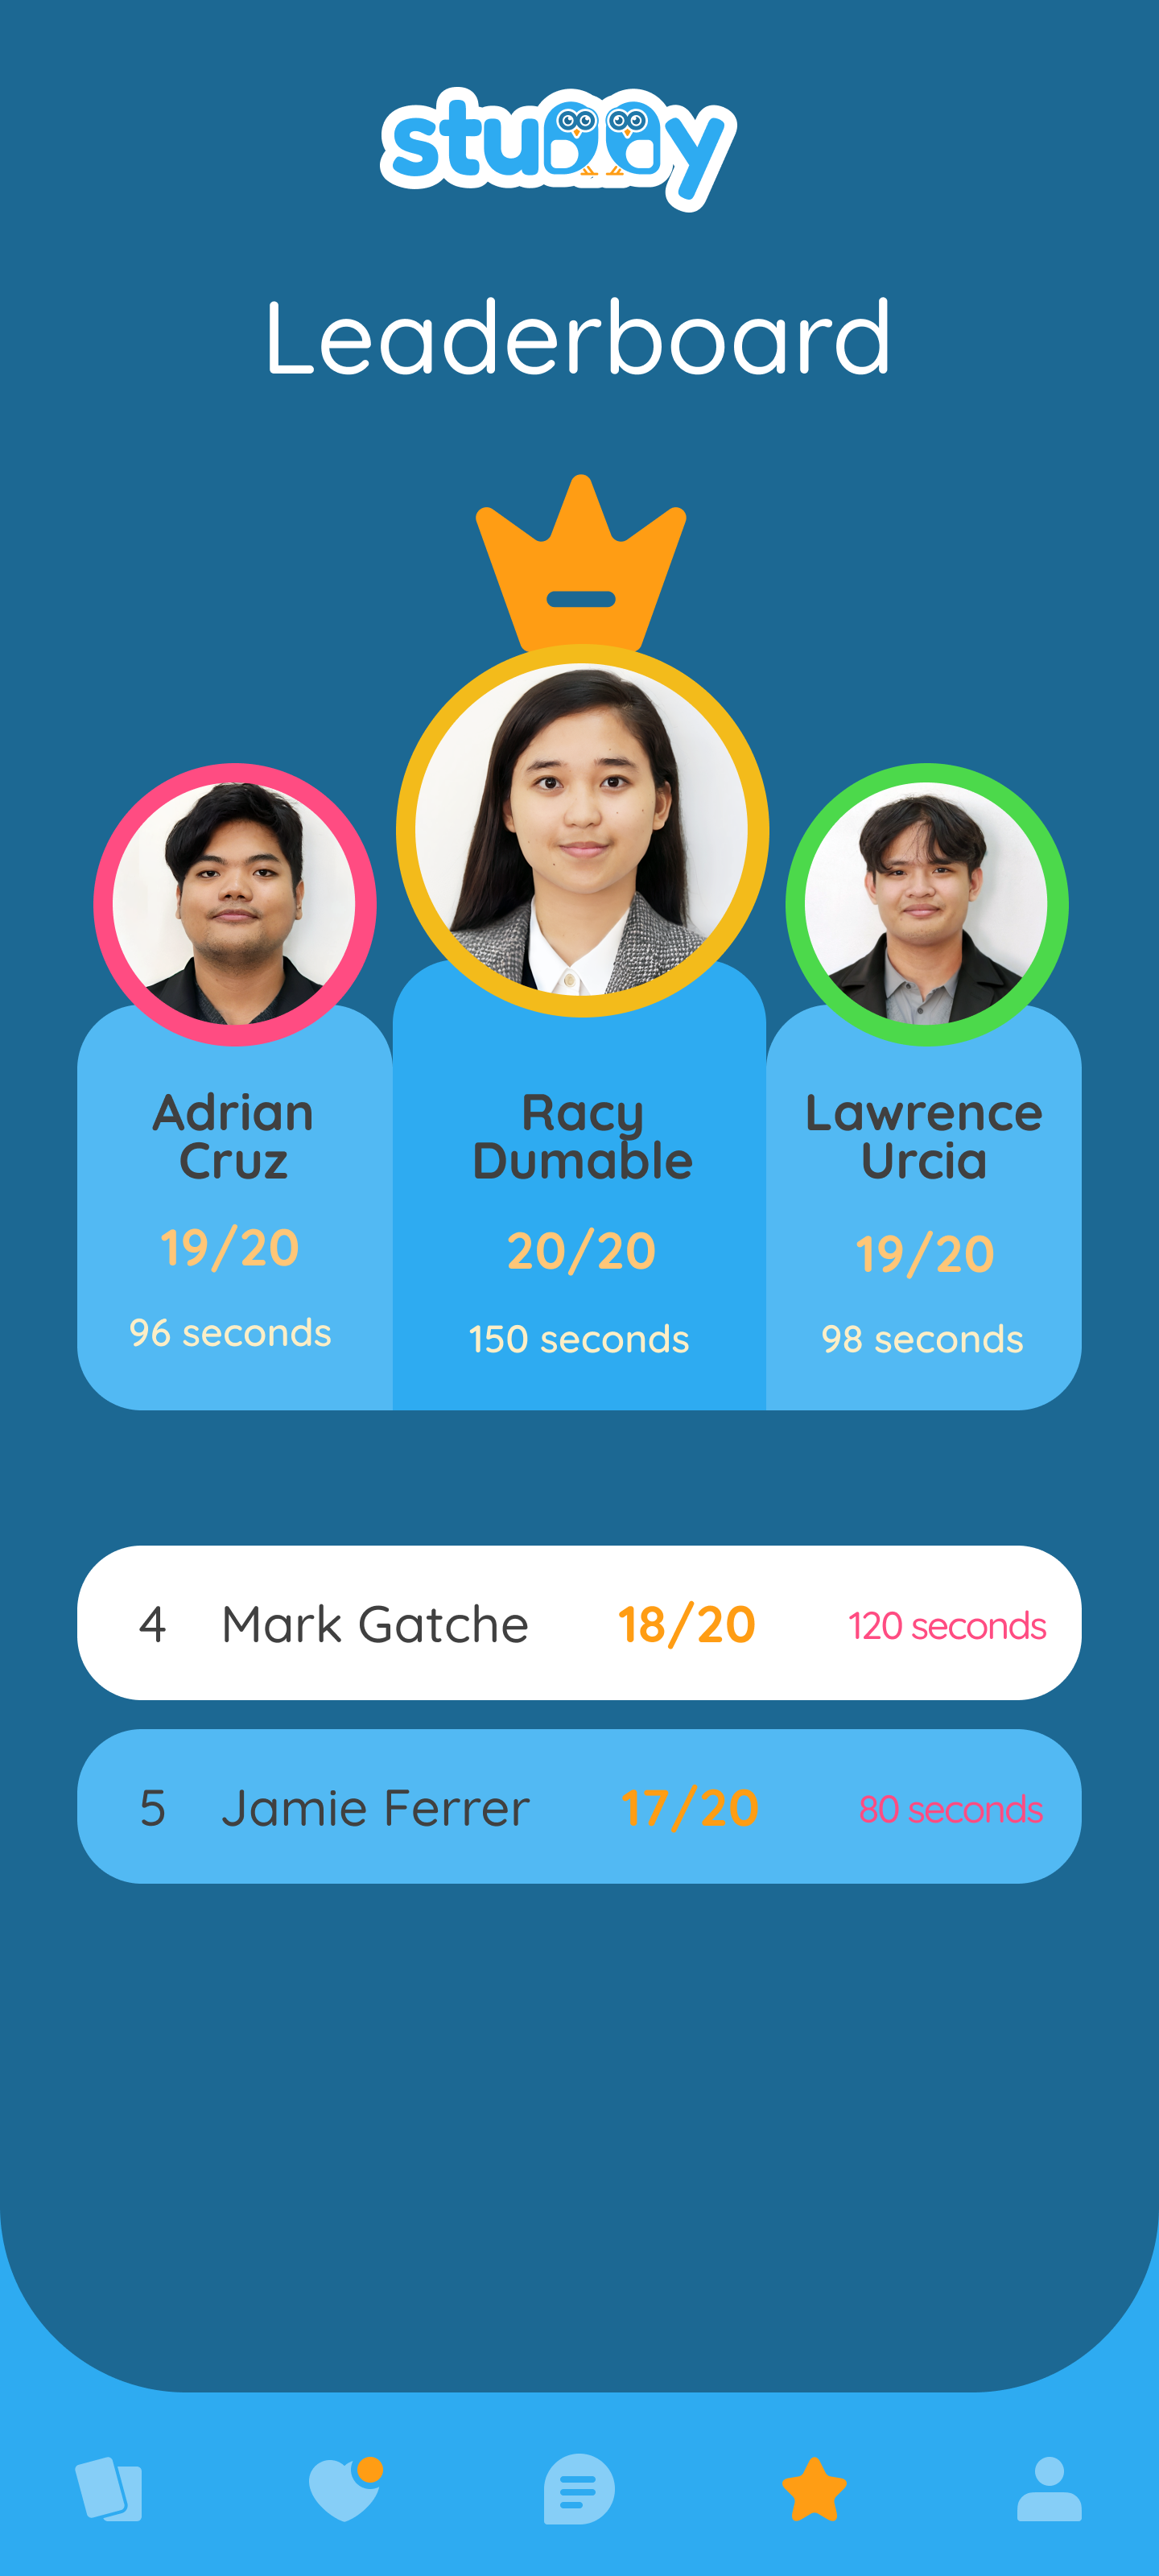 studdy
Leaderboard
Adrian
Cruz
19/20
96 seconds
Racy
Dumable
20/20
150 seconds
Lawrence
Urcia
19/20
98 seconds
4 Mark Gatche 18/20 120 seconds
5 Jamie Ferrer 17/20 80 seconds